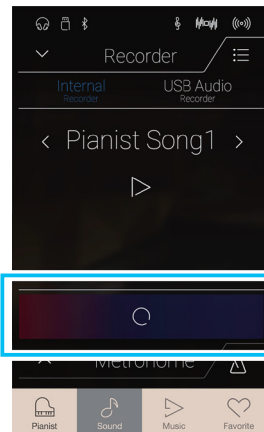 Recorder
Internal
Recorder
USB Audio
Recorder
Pianist Song1
Metronome
Pianist
Sound
Music
Favorite